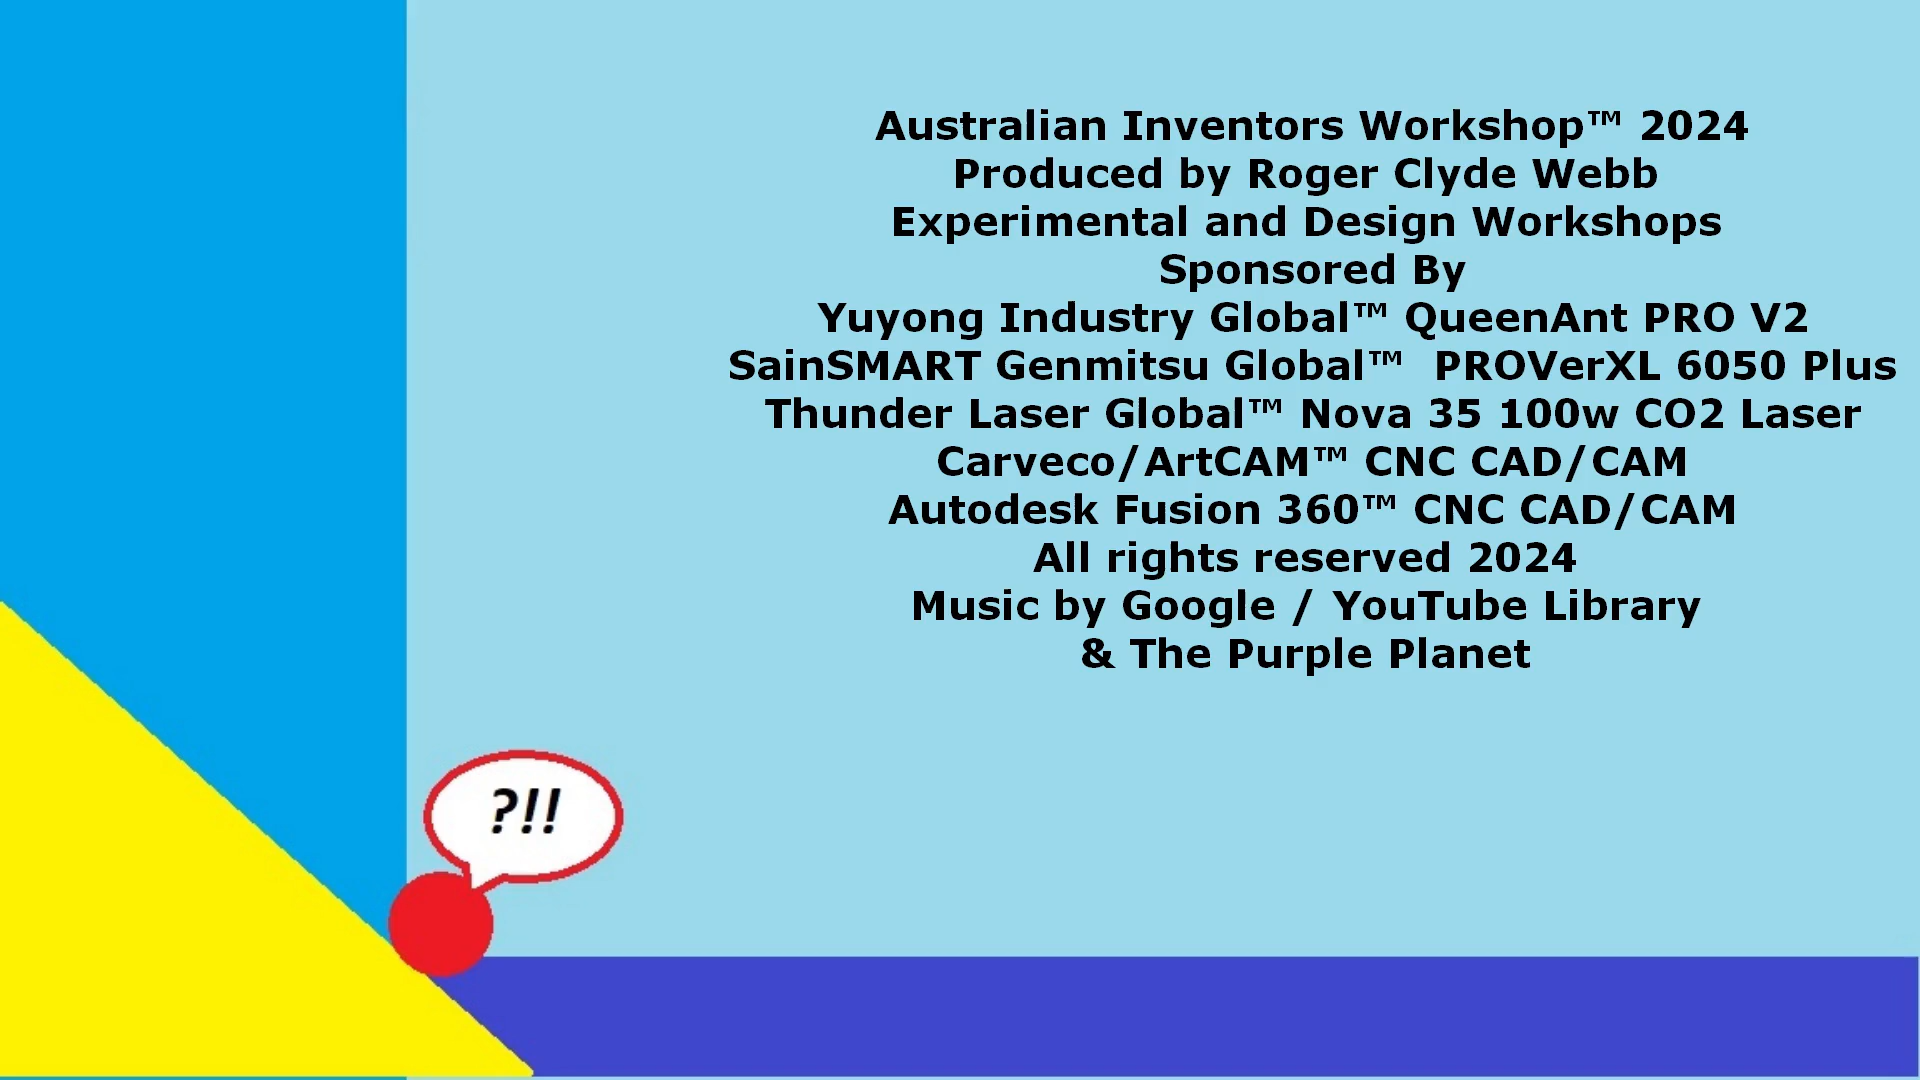 Australian Inventors Workshop™ 2024
Produced by Roger Clyde Webb
Experimental and Design Workshops
Sponsored By
Yuyong Industry Global™ QueenAnt PRO V2
SainSMART Genmitsu Global™  PROVerXL 6050 Plus
Thunder Laser Global™ Nova 35 100w CO2 Laser
Carveco/ArtCAM™ CNC CAD/CAM
Autodesk Fusion 360™ CNC CAD/CAM
All rights reserved 2024
Music by Google / YouTube Library
& The Purple Planet
?!!